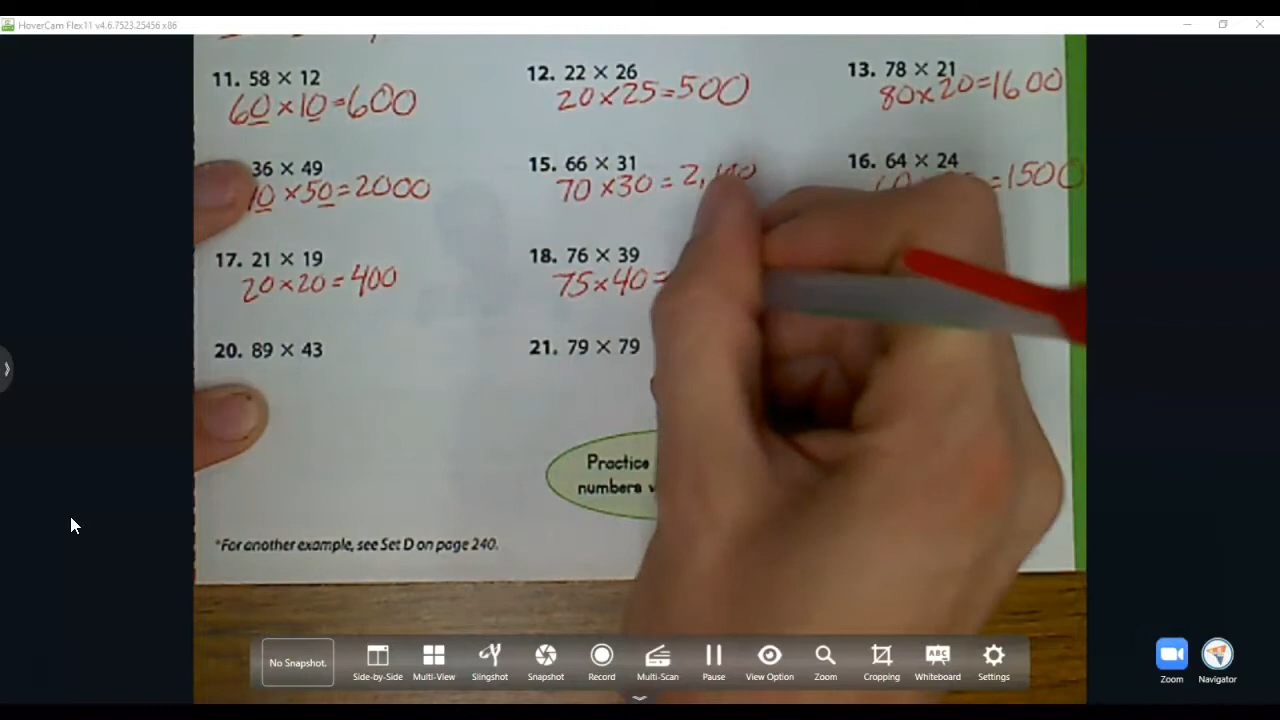 HoverCam Flex11 v4.6.7523.25456 x86
11. 58 × 12
60 × 10 = 600
12. 22 × 26
20 × 25 = 500
13. 78 × 21
80 × 20 = 1600
36 × 49
× 50 = 2000
15. 66 × 31
70 × 30 = 2,100
16. 64 × 24
= 1500
17. 21 × 19
20 × 20 = 400
18. 76 × 39
75 × 40 =
20. 89 × 43
21. 79 × 79
Practice
numbers
*For another example, see Set D on page 240.
No Snapshot.
Side-by-Side
Multi-View
Slingshot
Snapshot
Record
Multi-Scan
Pause
View Option
Zoom
Cropping
ABC
Whiteboard
Settings
Zoom
Navigator